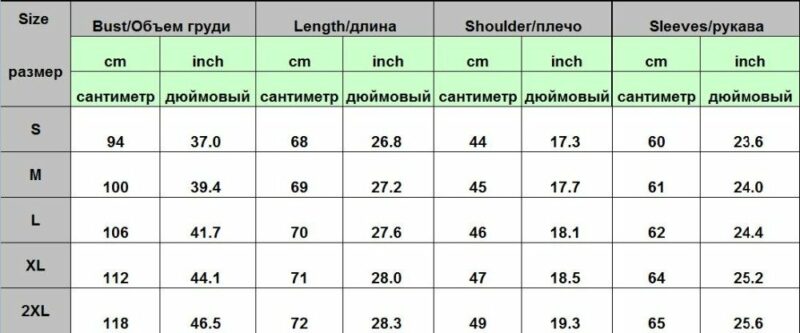 Size Bust/Объем груди Length/длина Shoulder/плечо Sleeves/рукава
размер cm inch cm inch cm inch cm inch
сантиметр дюймовый сантиметр дюймовый сантиметр дюймовый сантиметр дюймовый
S 94 37.0 68 26.8 44 17.3 60 23.6
M 100 39.4 69 27.2 45 17.7 61 24.0
L 106 41.7 70 27.6 46 18.1 62 24.4
XL 112 44.1 71 28.0 47 18.5 64 25.2
2XL 118 46.5 72 28.3 49 19.3 65 25.6